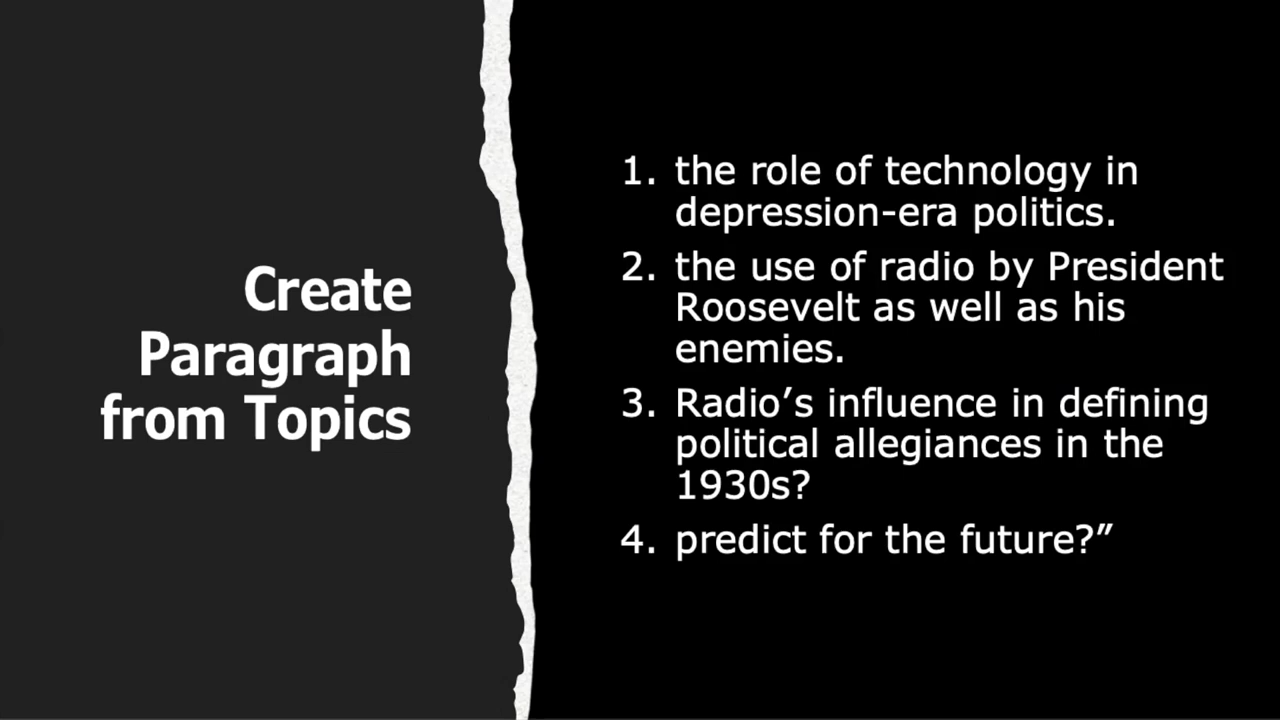 Create
Paragraph
from Topics
1. the role of technology in
depression-era politics.
2. the use of radio by President
Roosevelt as well as his
enemies.
3. Radio’s influence in defining
political allegiances in the
1930s?
4. predict for the future?”